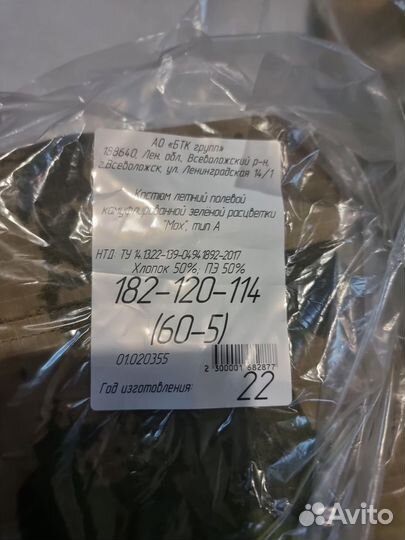 АО «БТК групп»
188640, Лен. обл, Всеволожский р-н,
г.Всеволожск, ул. Ленинградская 14/1
Костюм летний полевой
камуфлированной зеленой расцветки
"Мох", тип А
НТД: ТУ 14.13.22-139-04941892-2017
Хлопок 50%; ПЭ 50%
182-120-114
(60-5)
01020355
2 300001 682877
Год изготовления: 22
Avito